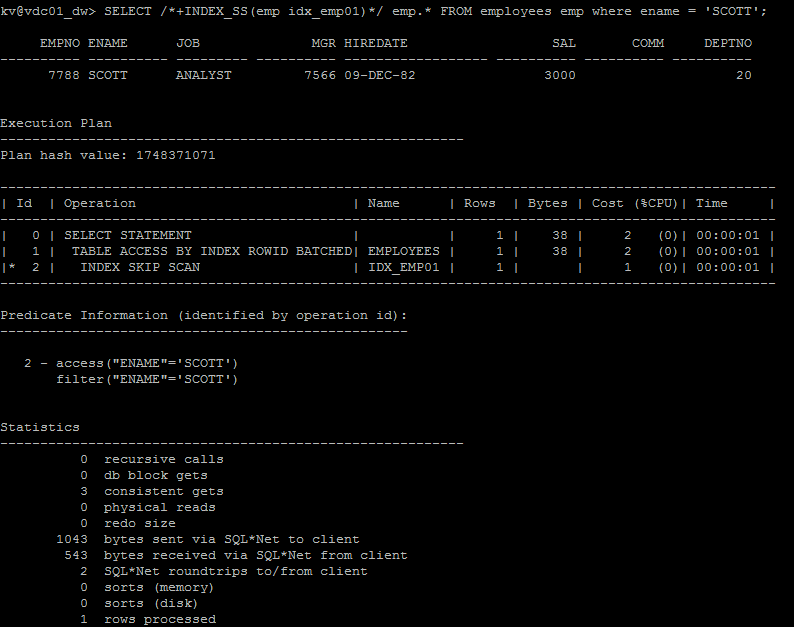 kv@vdc01_dw> SELECT /*+INDEX_SS(emp idx_emp01)*/ emp.* FROM employees emp where ename = 'SCOTT';

     EMPNO ENAME      JOB              MGR HIREDATE                  SAL       COMM     DEPTNO
---------- ---------- --------- ---------- ------------------ ---------- ---------- ----------
      7788 SCOTT      ANALYST         7566 09-DEC-82                3000                    20

Execution Plan
----------------------------------------------------------
Plan hash value: 1748371071

-------------------------------------------------------------------------------------------------
| Id  | Operation                           | Name      | Rows  | Bytes | Cost (%CPU)| Time     |
-------------------------------------------------------------------------------------------------
|   0 | SELECT STATEMENT                    |           |     1 |    38 |     2   (0)| 00:00:01 |
|   1 |  TABLE ACCESS BY INDEX ROWID BATCHED| EMPLOYEES |     1 |    38 |     2   (0)| 00:00:01 |
|*  2 |   INDEX SKIP SCAN                   | IDX_EMP01 |     1 |       |     1   (0)| 00:00:01 |
-------------------------------------------------------------------------------------------------

Predicate Information (identified by operation id):
---------------------------------------------------

   2 - access("ENAME"='SCOTT')
       filter("ENAME"='SCOTT')

Statistics
----------------------------------------------------------
          0  recursive calls
          0  db block gets
          3  consistent gets
          0  physical reads
          0  redo size
       1043  bytes sent via SQL*Net to client
        543  bytes received via SQL*Net from client
          2  SQL*Net roundtrips to/from client
          0  sorts (memory)
          0  sorts (disk)
          1  rows processed